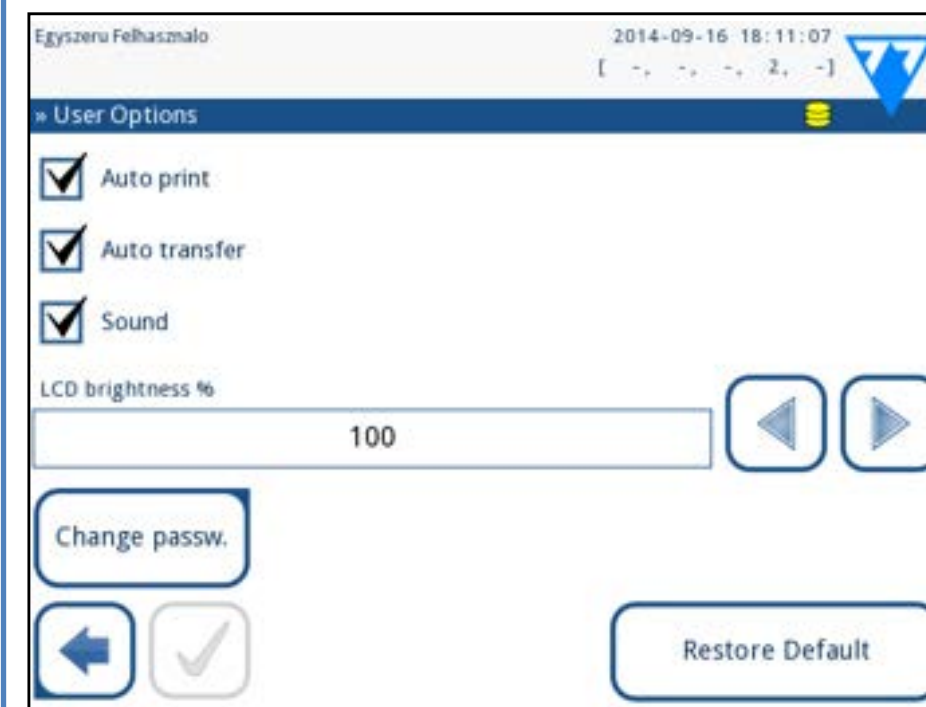 Egyszeru Felhasznalo
2014-09-16 18:11:07
[ -, -, -, 2, -]
» User Options
Auto print
Auto transfer
Sound
LCD brightness %
100
Change passw.
Restore Default